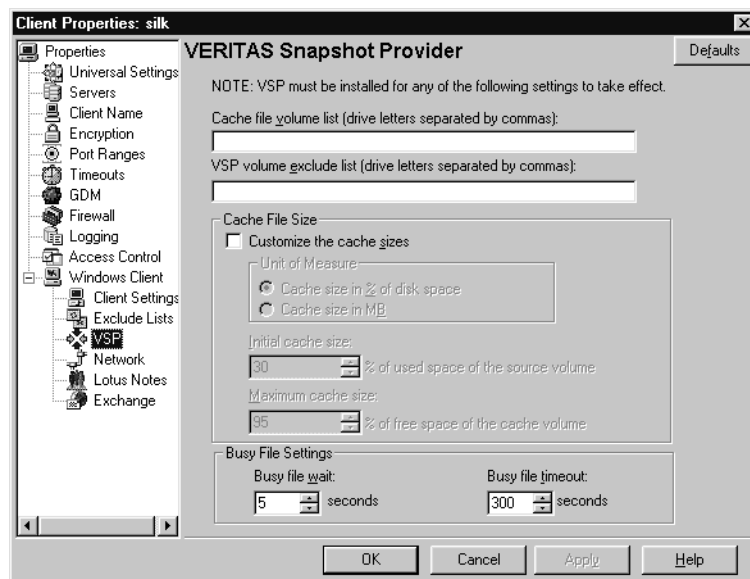 Client Properties: silk
Properties
Universal Settings
Servers
Client Name
Encryption
Port Ranges
Timeouts
GDM
Firewall
Logging
Access Control
Windows Client
Client Settings
Exclude Lists
VSP
Network
Lotus Notes
Exchange
VERITAS Snapshot Provider
Defaults
NOTE: VSP must be installed for any of the following settings to take effect.
Cache file volume list (drive letters separated by commas):
VSP volume exclude list (drive letters separated by commas):
Cache File Size
Customize the cache sizes
Unit of Measure
Cache size in % of disk space
Cache size in MB
Initial cache size:
30 % of used space of the source volume
Maximum cache size:
95 % of free space of the cache volume
Busy File Settings
Busy file wait: Busy file timeout:
5 seconds 300 seconds
OK Cancel Apply Help